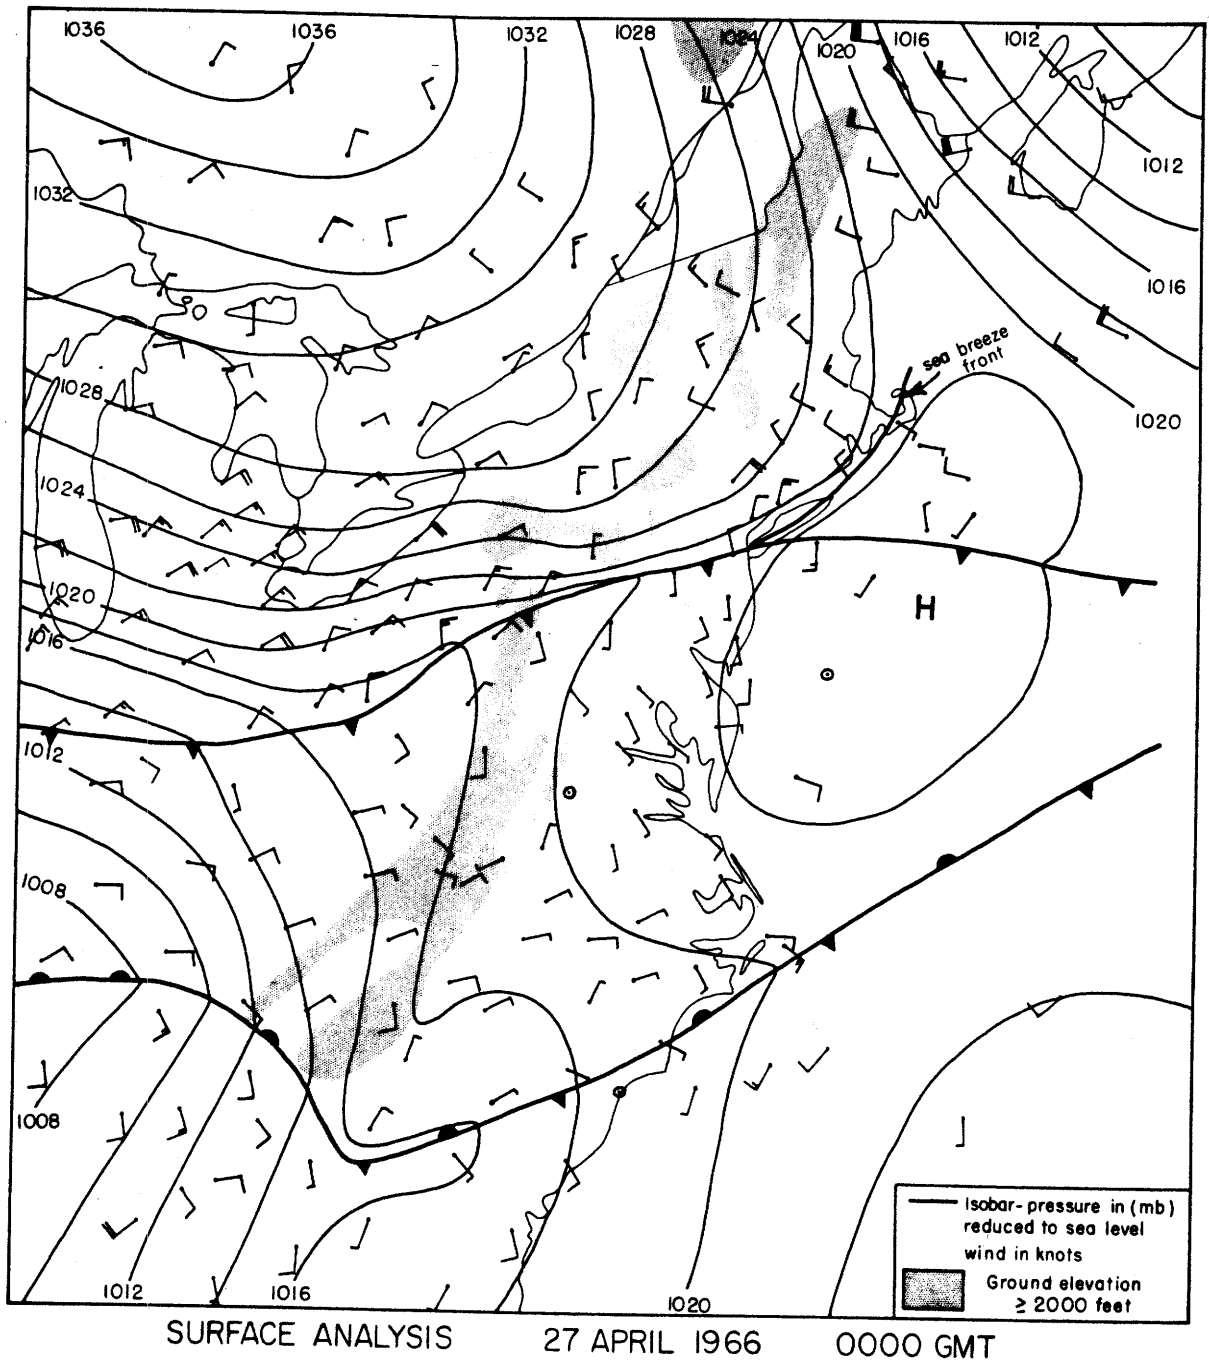 1036
1036
1032
1028
1024
1020
1016
1012
1012
1032
1016
sea breeze
front
1028
1020
1024
1020
1016
H
1012
1008
1008
Isobar-pressure in (mb)
reduced to sea level
wind in knots
Ground elevation
≥ 2000 feet
1012
1016
1020
SURFACE ANALYSIS 27 APRIL 1966 0000 GMT